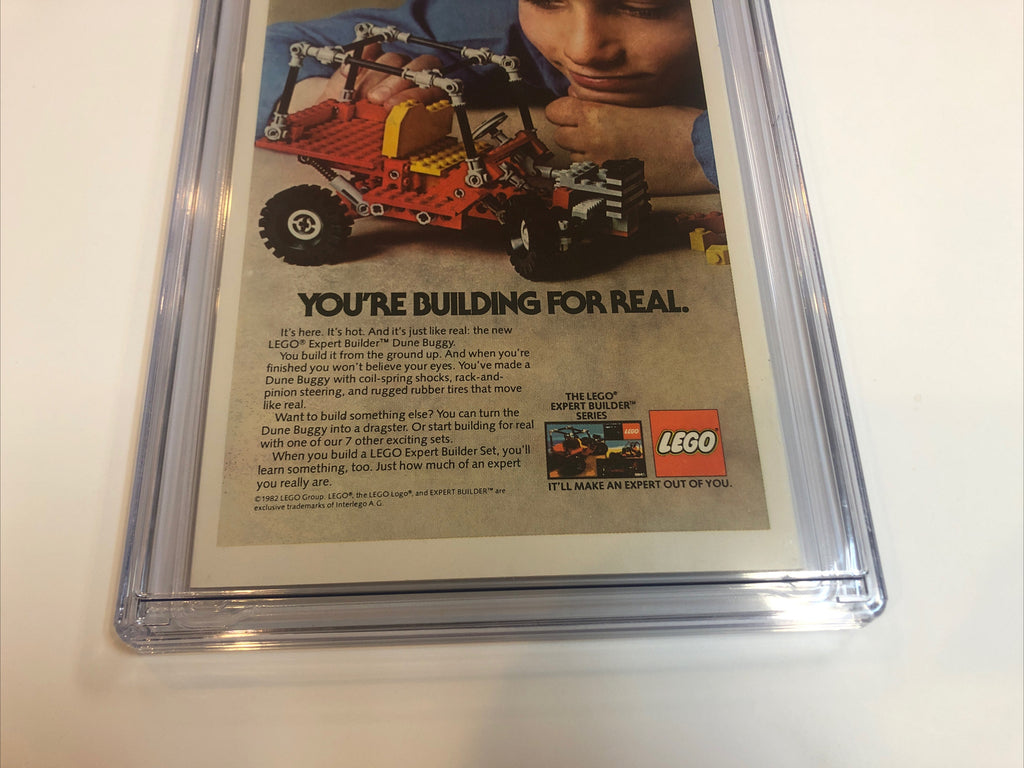 YOU'RE BUILDING FOR REAL.
It's here. It's hot. And it's just like real: the new
LEGO® Expert Builder™ Dune Buggy.
You build it from the ground up. And when you're
finished you won't believe your eyes. You've made a
Dune Buggy with coil-spring shocks, rack-and-
pinion steering, and rugged rubber tires that move
like real.
Want to build something else? You can turn the
Dune Buggy into a dragster. Or start building for real
with one of our 7 other exciting sets.
When you build a LEGO Expert Builder Set, you'll
learn something, too. Just how much of an expert
you really are.
©1982 LEGO Group. LEGO®, the LEGO Logo®, and EXPERT BUILDER™ are
exclusive trademarks of Interlego A.G.
THE LEGO®
EXPERT BUILDER™
SERIES
LEGO
LEGO®
IT'LL MAKE AN EXPERT OUT OF YOU.